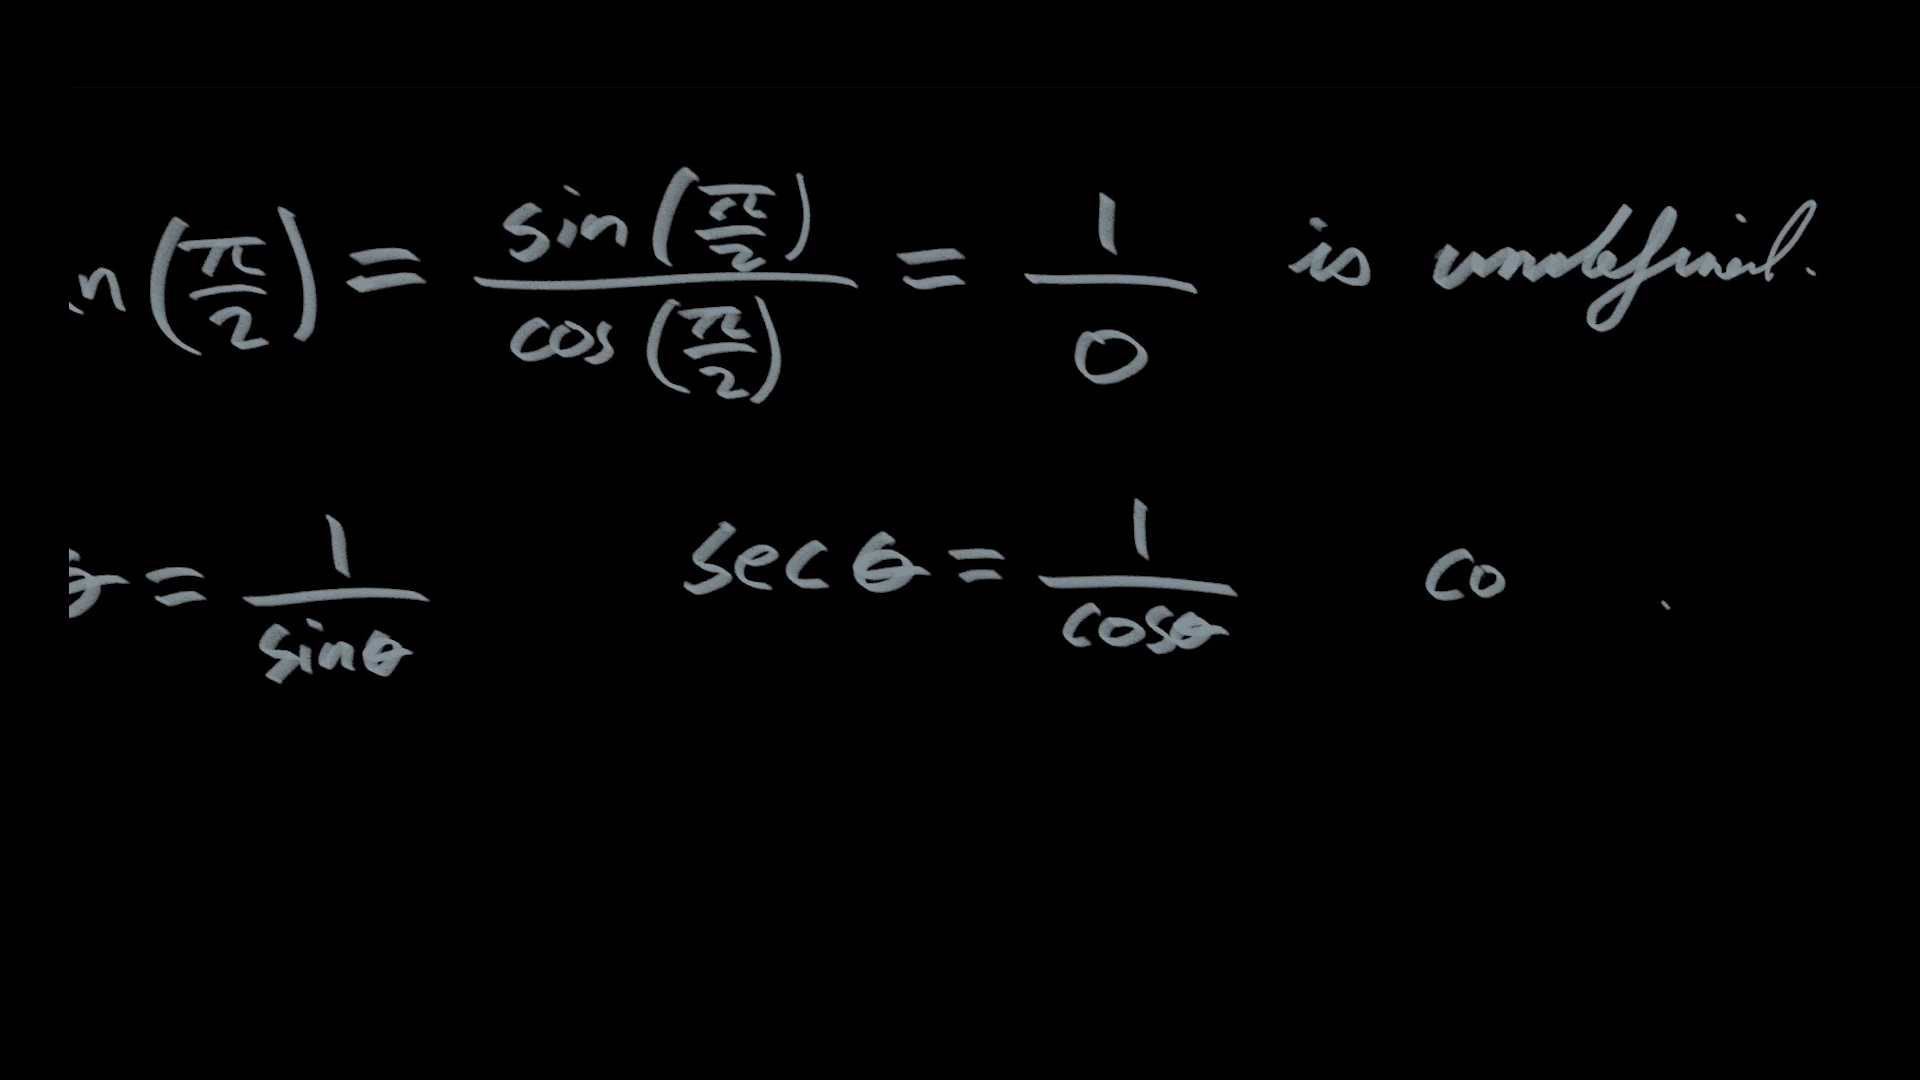 n(π/2) = sin(π/2)/cos(π/2) = 1/0 is undefined.
θ = 1/sinθ secθ = 1/cosθ co